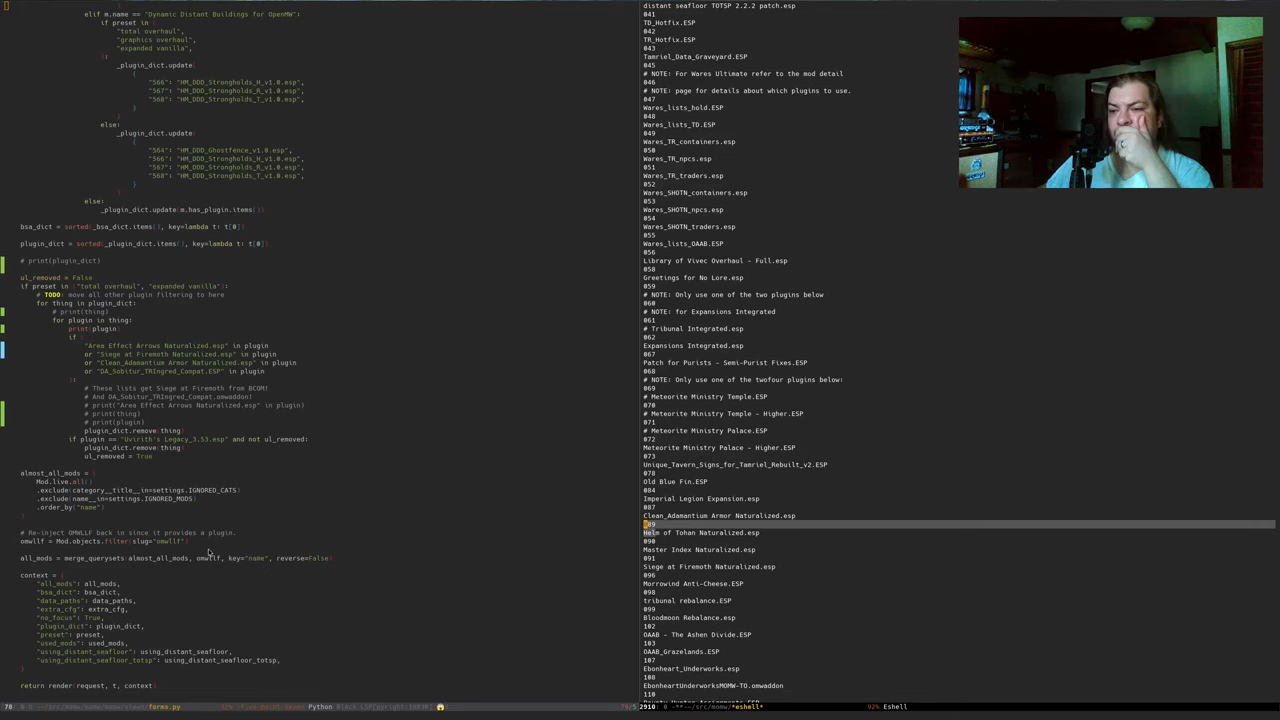 elif m.name == "Dynamic Distant Buildings for OpenMW":
if preset in (
"total overhaul",
"graphics overhaul",
"expanded vanilla",
):
_plugin_dict.update(
{
"566": "HM_DDD_Strongholds_H_v1.0.esp",
"567": "HM_DDD_Strongholds_R_v1.0.esp",
"568": "HM_DDD_Strongholds_T_v1.0.esp",
}
)
else:
_plugin_dict.update(
{
"564": "HM_DDD_Ghostfence_v1.0.esp",
"566": "HM_DDD_Strongholds_H_v1.0.esp",
"567": "HM_DDD_Strongholds_R_v1.0.esp",
"568": "HM_DDD_Strongholds_T_v1.0.esp",
}
)
else:
_plugin_dict.update(m.has_plugin.items())
bsa_dict = sorted(_bsa_dict.items(), key=lambda t: t[0])
plugin_dict = sorted(_plugin_dict.items(), key=lambda t: t[0])
# print(plugin_dict)
ul_removed = False
if preset in ("total overhaul", "expanded vanilla"):
# TODO: move all other plugin filtering to here
for thing in plugin_dict:
# print(thing)
for plugin in thing:
print(plugin)
if (
"Area Effect Arrows Naturalized.esp" in plugin
or "Siege at Firemoth Naturalized.esp" in plugin
or "Clean_Adamantium Armor Naturalized.esp" in plugin
or "DA_Sobitur_TRIngred_Compat.ESP" in plugin
):
# These lists get Siege at Firemoth from BCOM!
# And DA_Sobitur_TRIngred_Compat.omwaddon!
# print("Area Effect Arrows Naturalized.esp" in plugin)
# print(thing)
# print(plugin)
plugin_dict.remove(thing)
if plugin == "Uvirith's Legacy_3.53.esp" and not ul_removed:
plugin_dict.remove(thing)
ul_removed = True
almost_all_mods = (
Mod.live.all()
.exclude(category__title__in=settings.IGNORED_CATS)
.exclude(name__in=settings.IGNORED_MODS)
.order_by("name")
)
# Re-inject OMWLLF back in since it provides a plugin.
omwllf = Mod.objects.filter(slug="omwllf")
all_mods = merge_querysets(almost_all_mods, omwllf, key="name", reverse=False)
context = {
"all_mods": all_mods,
"bsa_dict": bsa_dict,
"data_paths": data_paths,
"extra_cfg": extra_cfg,
"no_focus": True,
"plugin_dict": plugin_dict,
"preset": preset,
"used_mods": used_mods,
"using_distant_seafloor": using_distant_seafloor,
"using_distant_seafloor_totsp": using_distant_seafloor_totsp,
}
return render(request, t, context)
distant seafloor TOTSP 2.2.2 patch.esp
041
TD_Hotfix.ESP
042
TR_Hotfix.ESP
043
Tamriel_Data_Graveyard.ESP
045
# NOTE: For Wares Ultimate refer to the mod detail
046
# NOTE: page for details about which plugins to use.
047
Wares_lists_hold.ESP
048
Wares_lists_TD.ESP
049
Wares_TR_containers.esp
050
Wares_TR_npcs.esp
051
Wares_TR_traders.esp
052
Wares_SHOTN_containers.esp
053
Wares_SHOTN_npcs.esp
054
Wares_SHOTN_traders.esp
055
Wares_lists_OAAB.esp
056
Library of Vivec Overhaul - Full.esp
058
Greetings for No Lore.esp
059
# NOTE: Only use one of the two plugins below
060
# NOTE: for Expansions Integrated
061
# Tribunal Integrated.esp
062
Expansions Integrated.esp
067
Patch for Purists - Semi-Purist Fixes.ESP
068
# NOTE: Only use one of the twofour plugins below:
069
# Meteorite Ministry Temple.ESP
070
# Meteorite Ministry Temple - Higher.ESP
071
# Meteorite Ministry Palace.ESP
072
Meteorite Ministry Palace - Higher.ESP
073
Unique_Tavern_Signs_for_Tamriel_Rebuilt_v2.ESP
078
Old Blue Fin.ESP
084
Imperial Legion Expansion.esp
087
Clean_Adamantium Armor Naturalized.esp
089
Helm of Tohan Naturalized.esp
090
Master Index Naturalized.esp
091
Siege at Firemoth Naturalized.esp
096
Morrowind Anti-Cheese.ESP
098
tribunal rebalance.ESP
099
Bloodmoon Rebalance.esp
102
OAAB - The Ashen Divide.ESP
103
OAAB_Grazelands.ESP
107
Ebonheart_Underworks.esp
108
EbonheartUnderworksMOMW-TO.omwaddon
110
forms.py
Python
92% Eshell